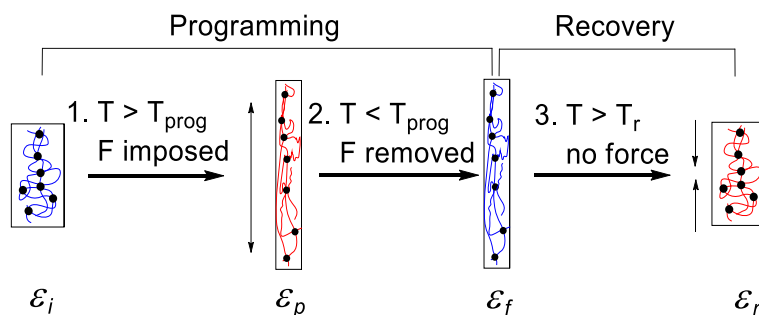 Programming
Recovery
1. T > Tprog
F imposed
2. T < Tprog
F removed
3. T > Tr
no force
εi
εp
εf
εr